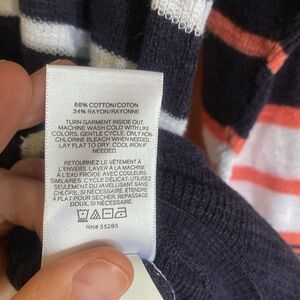 66% COTTON/COTON
34% RAYON/RAYONNE
TURN GARMENT INSIDE OUT.
MACHINE WASH COLD WITH LIKE
COLORS, GENTLE CYCLE. ONLY NON-
CHLORINE BLEACH WHEN NEEDED.
LAY FLAT TO DRY. COOL IRON IF
NEEDED.
RETOURNEZ LE VÊTEMENT À
L'ENVERS. LAVER À LA MACHINE
À L'EAU FROIDE AVEC COULEURS
SIMILAIRES, CYCLE DÉLICAT. UTILISEZ
SEULEMENT DU JAVELLISANT SANS
CHLORE SI NÉCESSAIRE. POSER
À PLAT POUR SÉCHER, REPASSAGE
DOUX, SI NÉCESSAIRE.
RN# 55285